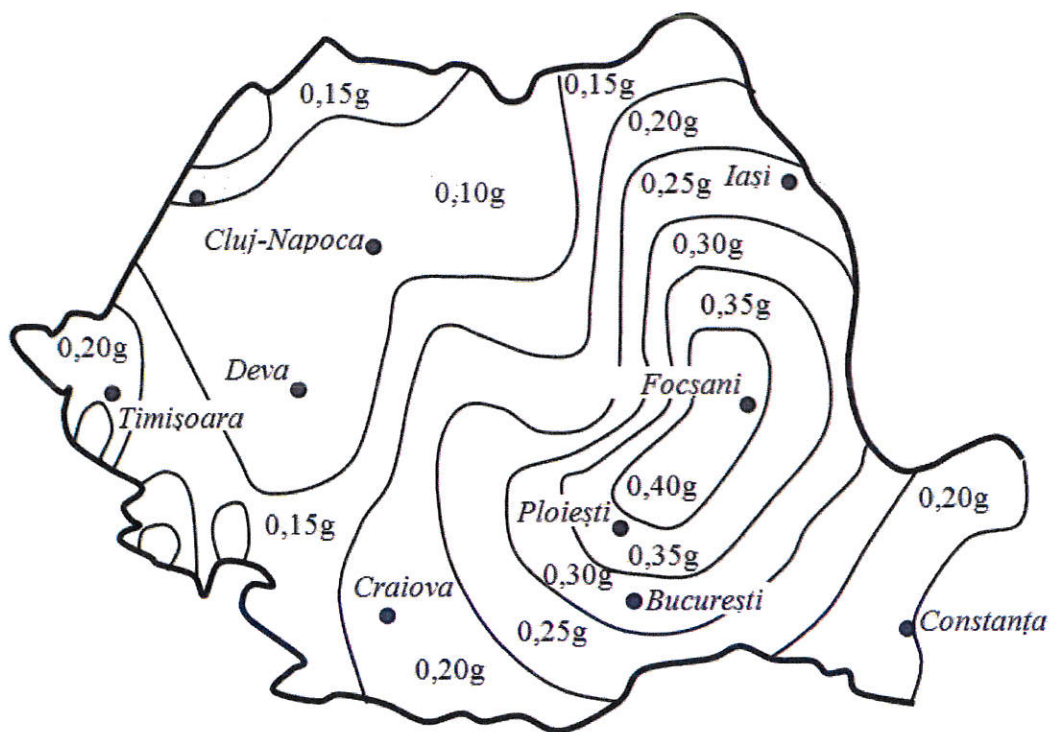 0,15g
0,15g
0,20g
0,10g
0,25g
Iași
Cluj-Napoca
0,30g
0,35g
0,20g
Deva
Focșani
Timișoara
0,40g
0,20g
0,15g
Ploiești
0,35g
0,30g
Craiova
București
0,25g
Constanța
0,20g